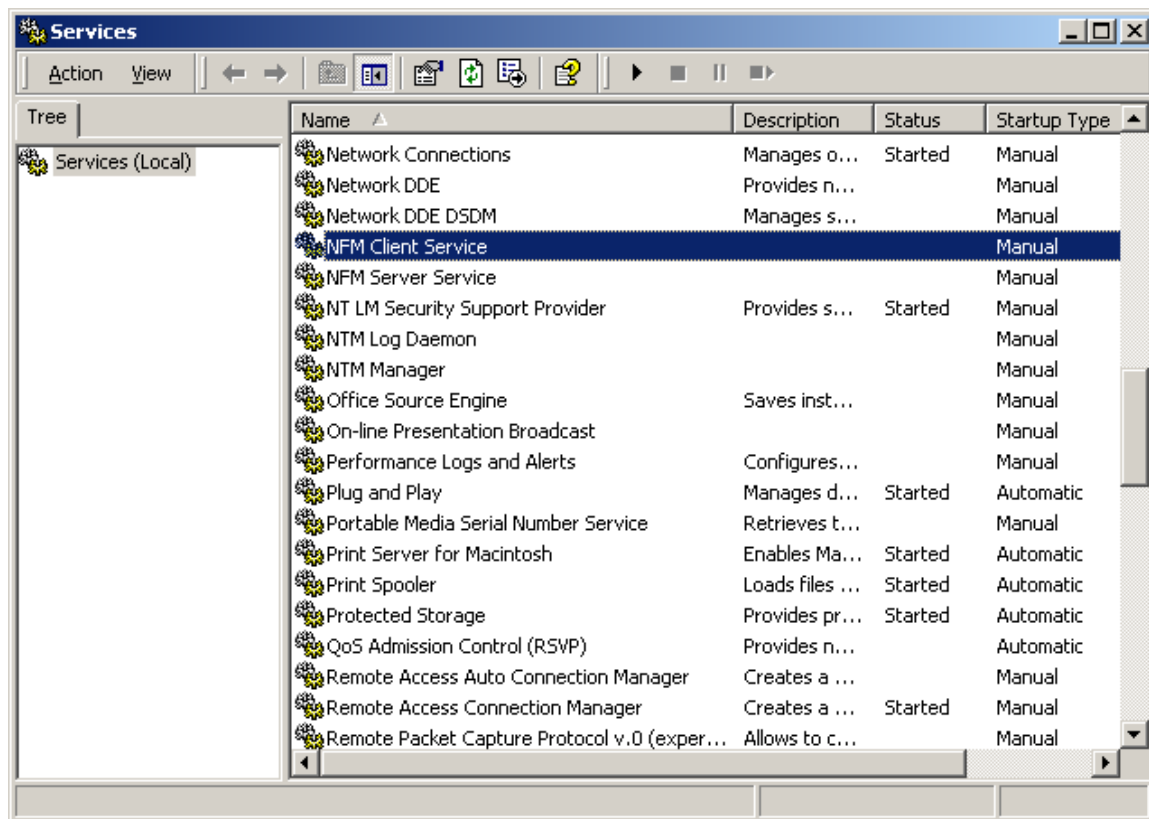 Services
Action View
Tree
Name Description Status Startup Type
Services (Local)
Network Connections Manages o... Started Manual
Network DDE Provides n... Manual
Network DDE DSDM Manages s... Manual
NFM Client Service Manual
NFM Server Service Manual
NT LM Security Support Provider Provides s... Started Manual
NTM Log Daemon Manual
NTM Manager Manual
Office Source Engine Saves inst... Manual
On-line Presentation Broadcast Manual
Performance Logs and Alerts Configures... Manual
Plug and Play Manages d... Started Automatic
Portable Media Serial Number Service Retrieves t... Manual
Print Server for Macintosh Enables Ma... Started Automatic
Print Spooler Loads files ... Started Automatic
Protected Storage Provides pr... Started Automatic
QoS Admission Control (RSVP) Provides n... Automatic
Remote Access Auto Connection Manager Creates a ... Manual
Remote Access Connection Manager Creates a ... Started Manual
Remote Packet Capture Protocol v.0 (exper... Allows to c... Manual